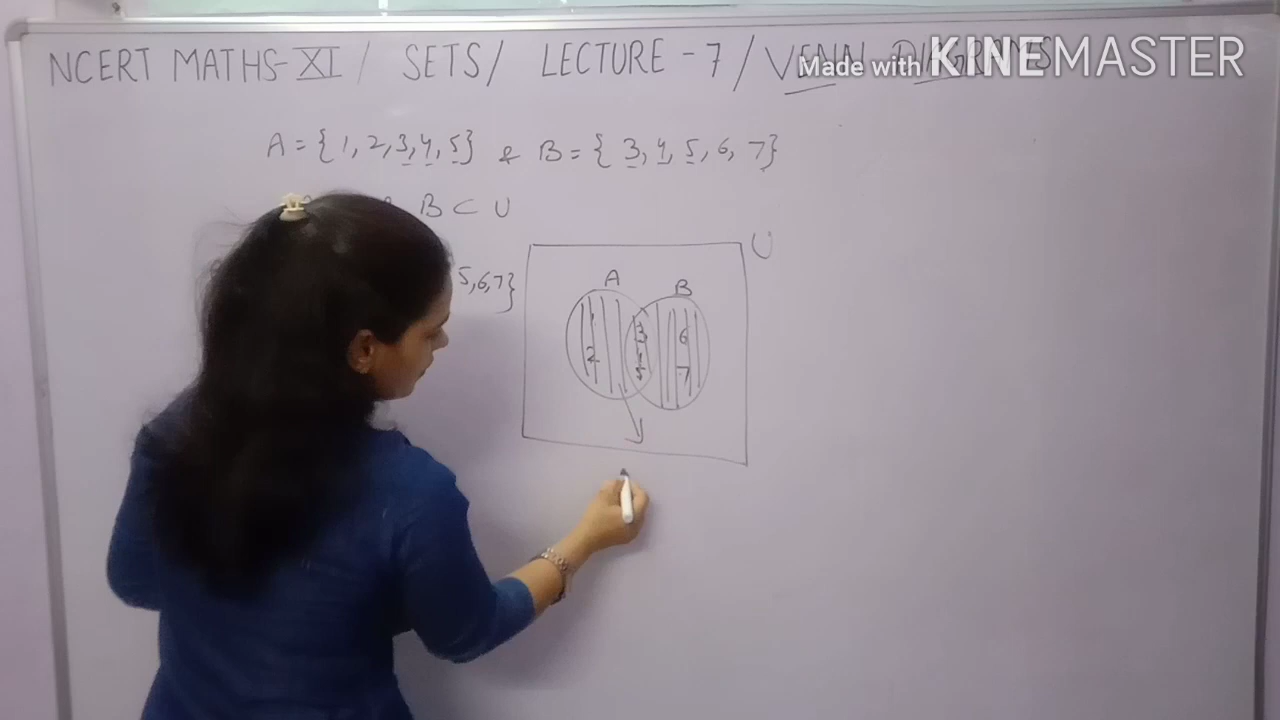 NCERT MATHS-XI / SETS / LECTURE - 7 / VENN DIAGRAMS
Made with KINEMASTER
A = {1, 2, 3, 4, 5} & B = {3, 4, 5, 6, 7}
B ⊂ U
U
5, 6, 7}
A B
1 3 6
2 4 7
5